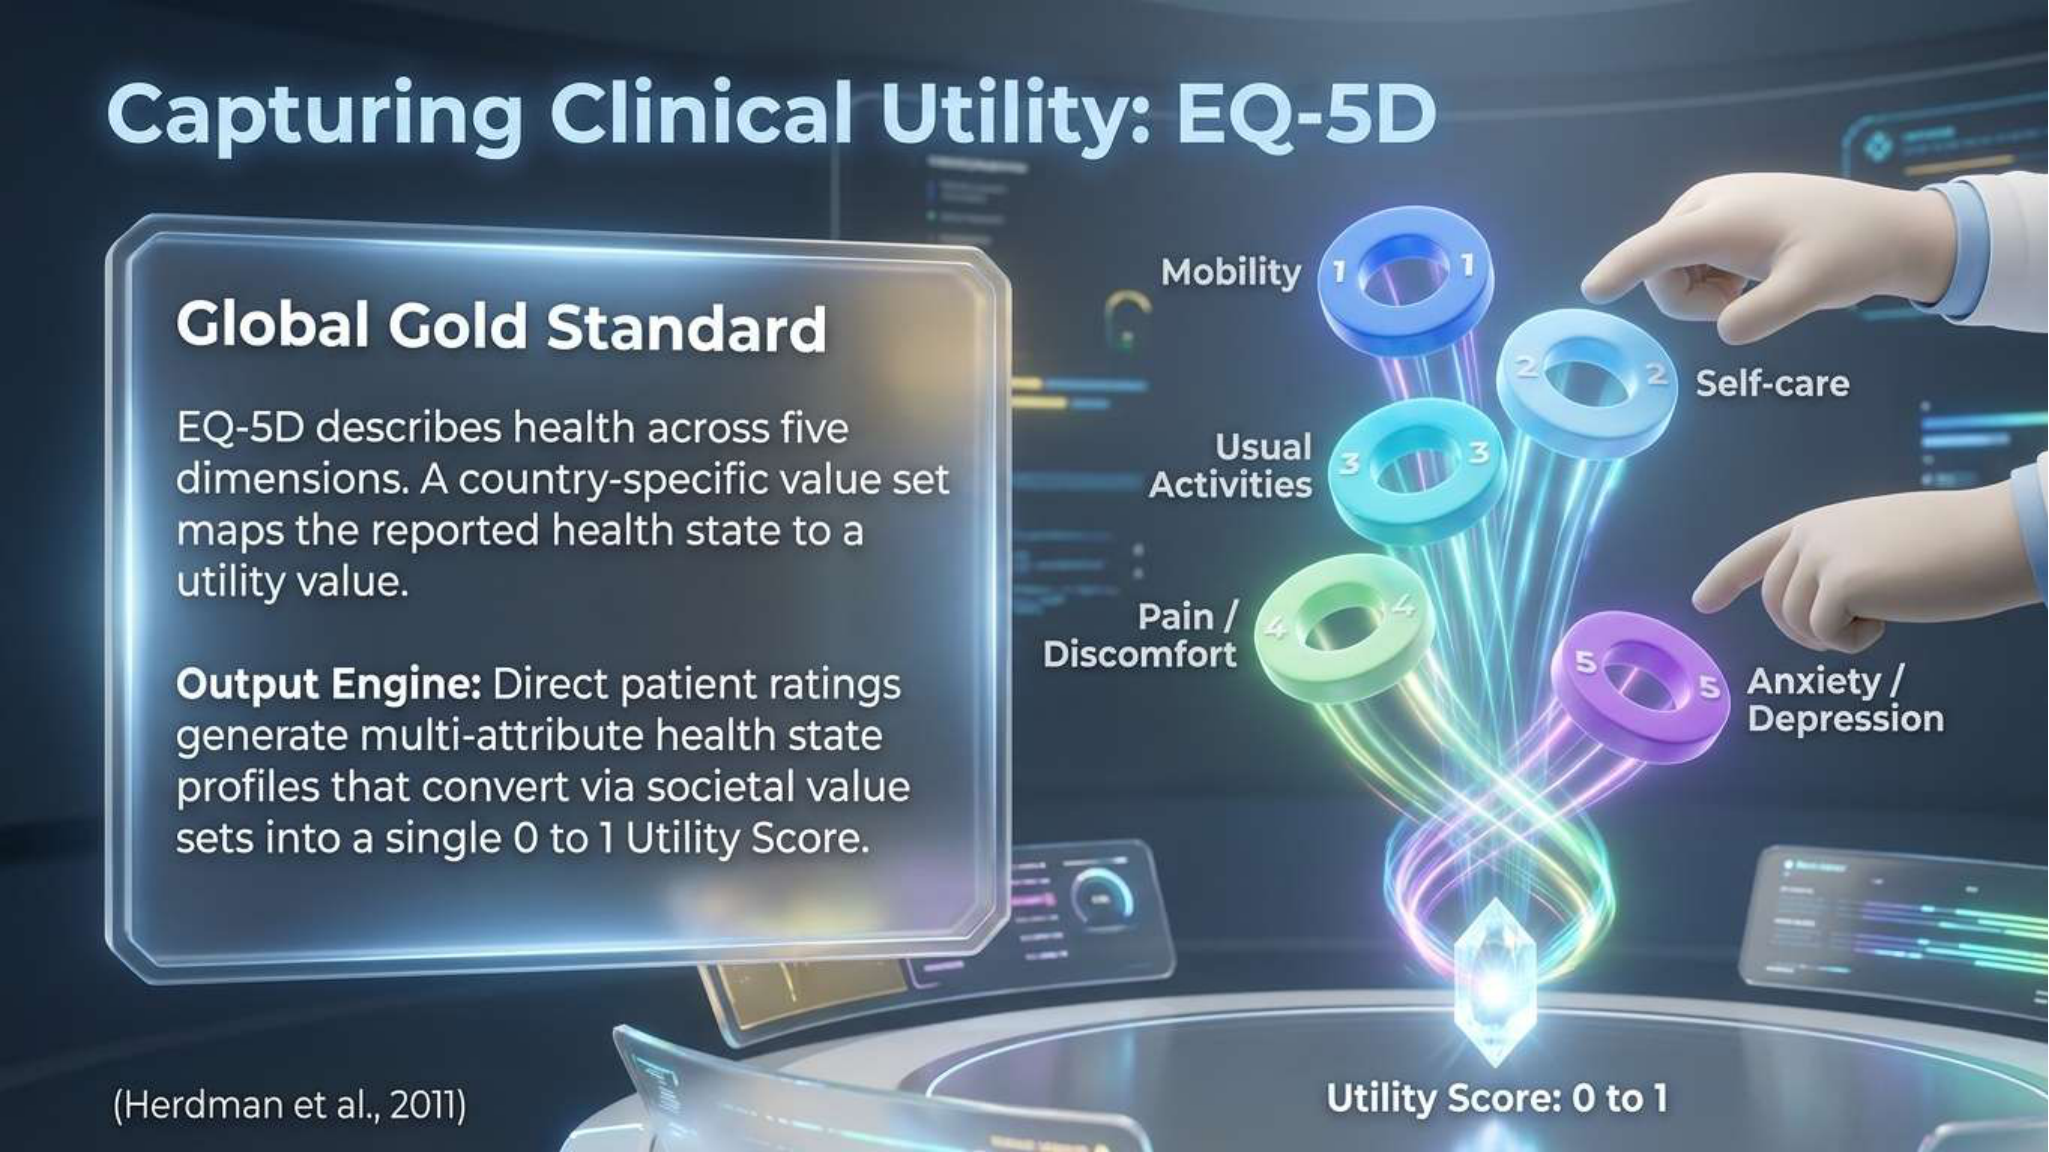 Capturing Clinical Utility: EQ-5D
Global Gold Standard
EQ-5D describes health across five
dimensions. A country-specific value set
maps the reported health state to a
utility value.
Output Engine: Direct patient ratings
generate multi-attribute health state
profiles that convert via societal value
sets into a single 0 to 1 Utility Score.
(Herdman et al., 2011)
Mobility
1 1
2 2
Self-care
Usual
Activities
3 3
Pain /
Discomfort
4 4
5 5
Anxiety /
Depression
Utility Score: 0 to 1